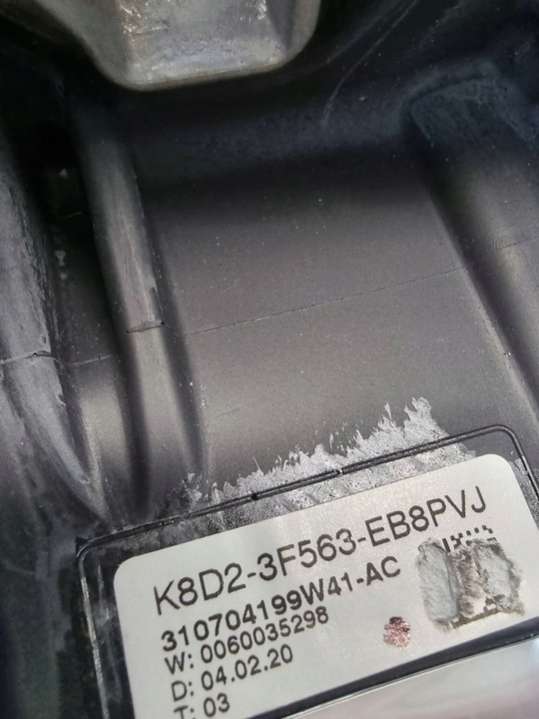 K8D2-3F563-EB8PVJ
310704199W41-AC
W: 0060035298
D: 04.02.20
T: 03